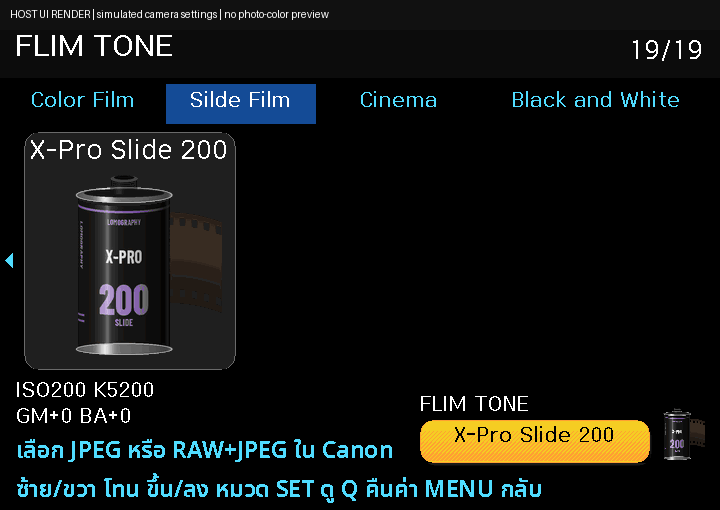 HOST UI RENDER | simulated camera settings | no photo-color preview
FLIM TONE
19/19
Color Film
Silde Film
Cinema
Black and White
X-Pro Slide 200
LOMOGRAPHY
LOMOGRAPHY
X-PRO
200
SLIDE
ISO200 K5200
GM+0 BA+0
FLIM TONE
X-Pro Slide 200
X-PRO
200
เลือก JPEG หรือ RAW+JPEG ใน Canon
ซ้าย/ขวา โทน ขึ้น/ลง หมวด SET ดู Q คืนค่า MENU กลับ